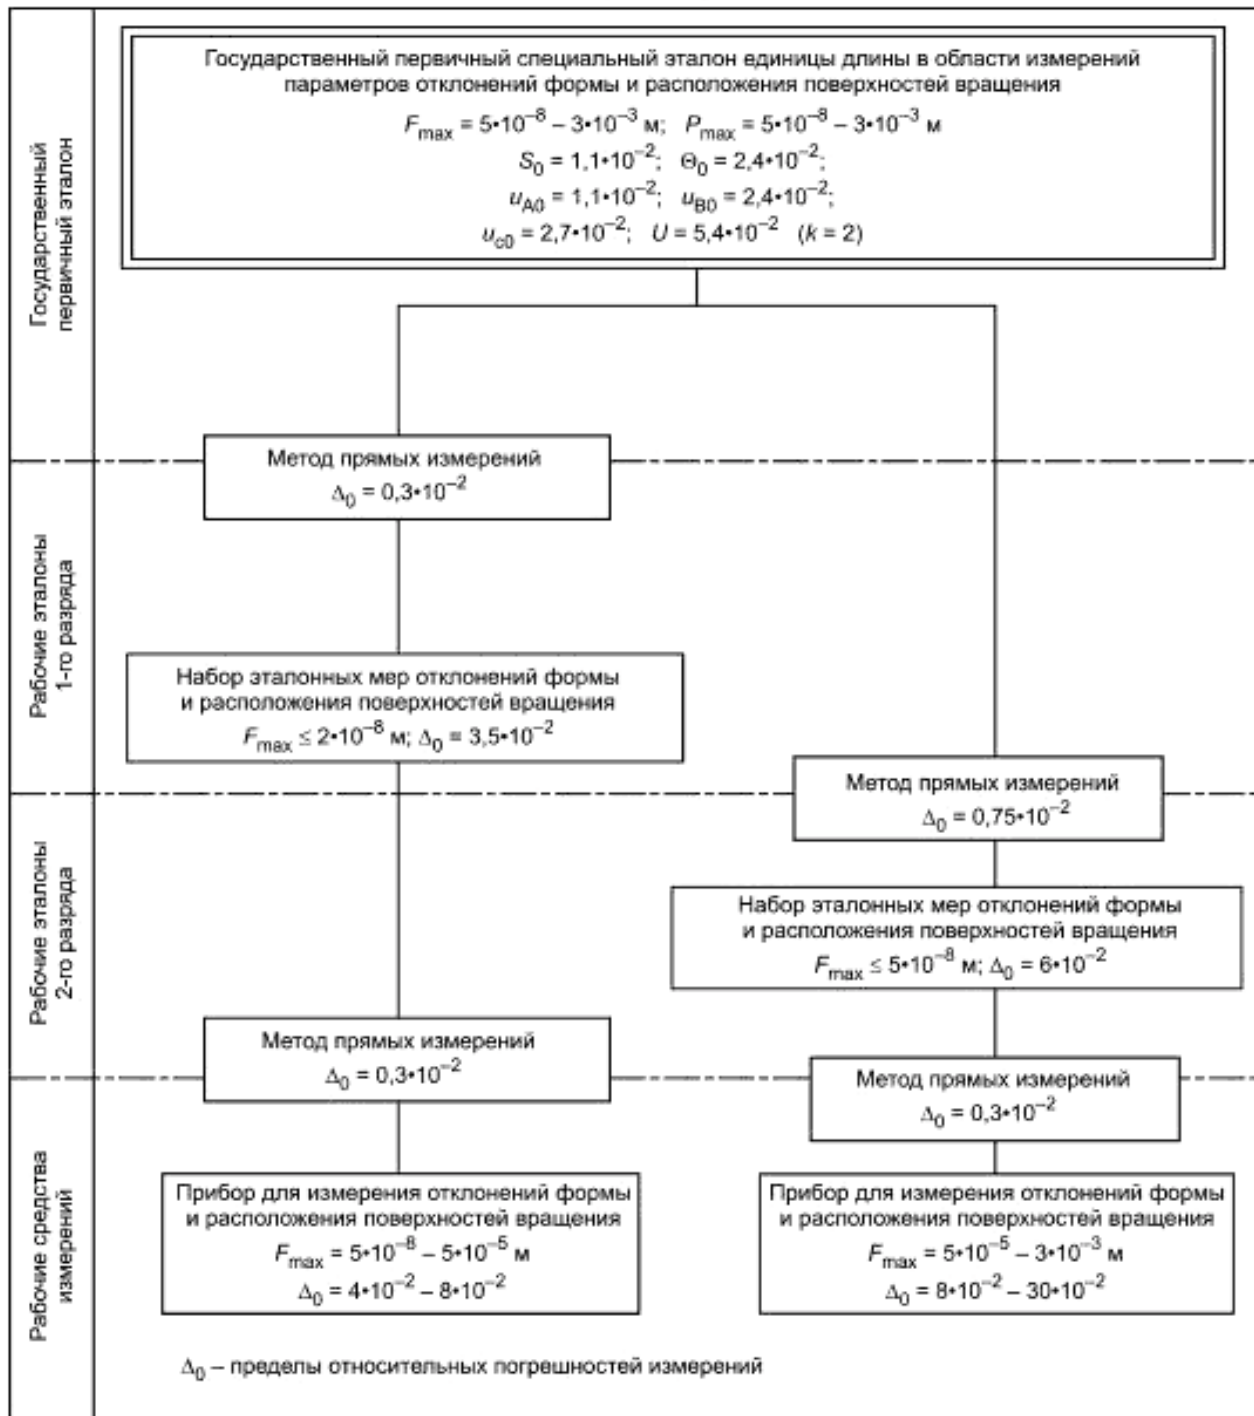 Государственный
первичный эталон
Государственный первичный специальный эталон единицы длины в области измерений
параметров отклонений формы и расположения поверхностей вращения
F_max = 5•10⁻⁸ – 3•10⁻³ м; P_max = 5•10⁻⁸ – 3•10⁻³ м
S₀ = 1,1•10⁻²; Θ₀ = 2,4•10⁻²;
u_A0 = 1,1•10⁻²; u_B0 = 2,4•10⁻²;
u_c0 = 2,7•10⁻²; U = 5,4•10⁻² (k = 2)
Метод прямых измерений
Δ₀ = 0,3•10⁻²
Рабочие эталоны
1-го разряда
Набор эталонных мер отклонений формы
и расположения поверхностей вращения
F_max ≤ 2•10⁻⁸ м; Δ₀ = 3,5•10⁻²
Метод прямых измерений
Δ₀ = 0,75•10⁻²
Рабочие эталоны
2-го разряда
Набор эталонных мер отклонений формы
и расположения поверхностей вращения
F_max ≤ 5•10⁻⁸ м; Δ₀ = 6•10⁻²
Метод прямых измерений
Δ₀ = 0,3•10⁻²
Метод прямых измерений
Δ₀ = 0,3•10⁻²
Рабочие средства
измерений
Прибор для измерения отклонений формы
и расположения поверхностей вращения
F_max = 5•10⁻⁸ – 5•10⁻⁵ м
Δ₀ = 4•10⁻² – 8•10⁻²
Прибор для измерения отклонений формы
и расположения поверхностей вращения
F_max = 5•10⁻⁵ – 3•10⁻³ м
Δ₀ = 8•10⁻² – 30•10⁻²
Δ₀ – пределы относительных погрешностей измерений